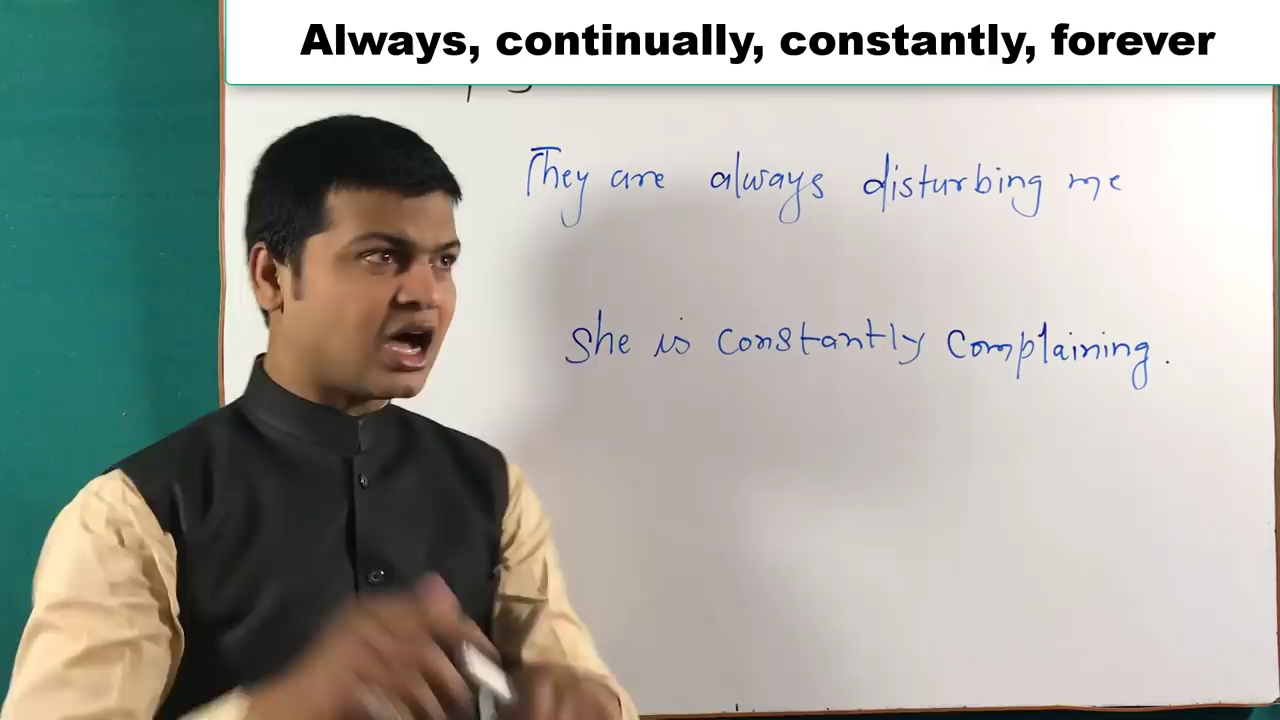 Always, continually, constantly, forever
They are always disturbing me
She is constantly complaining.